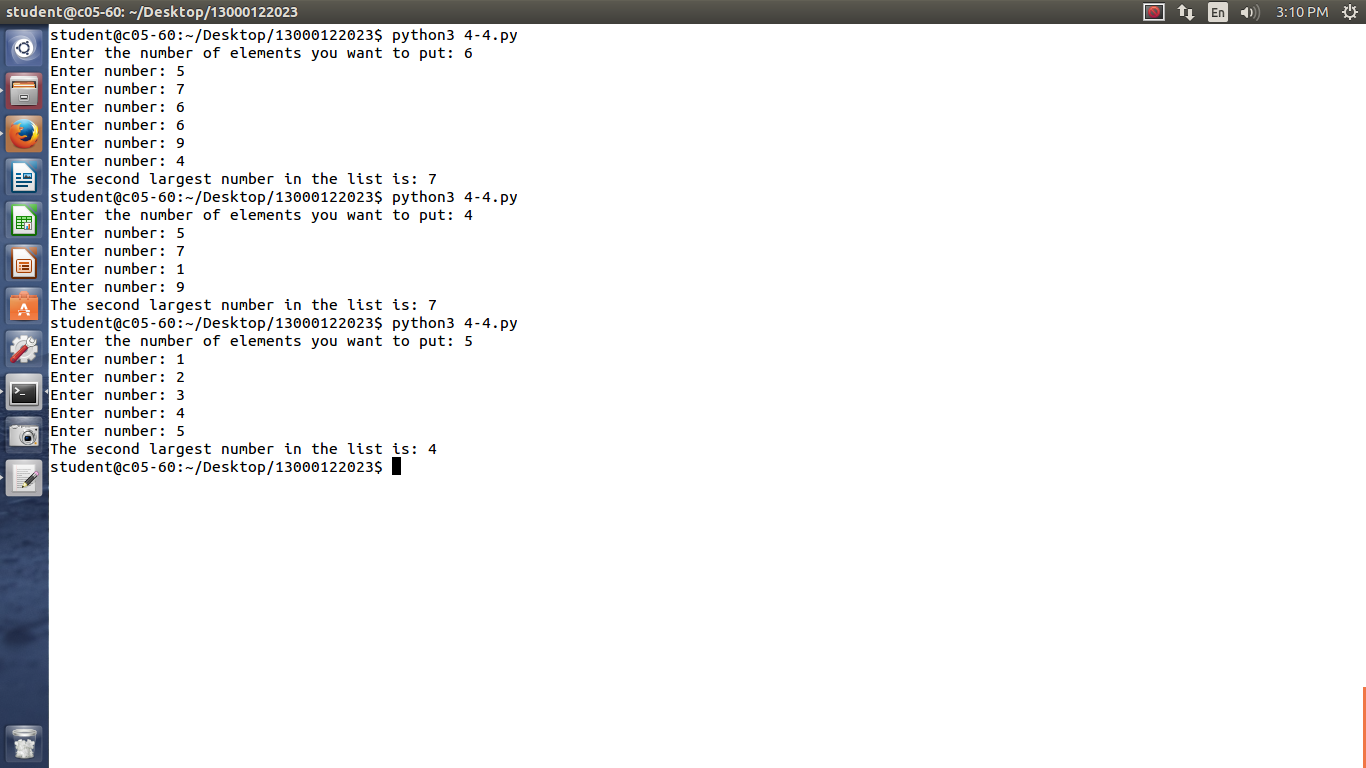 student@c05-60: ~/Desktop/13000122023
En
3:10 PM
student@c05-60:~/Desktop/13000122023$ python3 4-4.py
Enter the number of elements you want to put: 6
Enter number: 5
Enter number: 7
Enter number: 6
Enter number: 6
Enter number: 9
Enter number: 4
The second largest number in the list is: 7
student@c05-60:~/Desktop/13000122023$ python3 4-4.py
Enter the number of elements you want to put: 4
Enter number: 5
Enter number: 7
Enter number: 1
Enter number: 9
The second largest number in the list is: 7
student@c05-60:~/Desktop/13000122023$ python3 4-4.py
Enter the number of elements you want to put: 5
Enter number: 1
Enter number: 2
Enter number: 3
Enter number: 4
Enter number: 5
The second largest number in the list is: 4
student@c05-60:~/Desktop/13000122023$